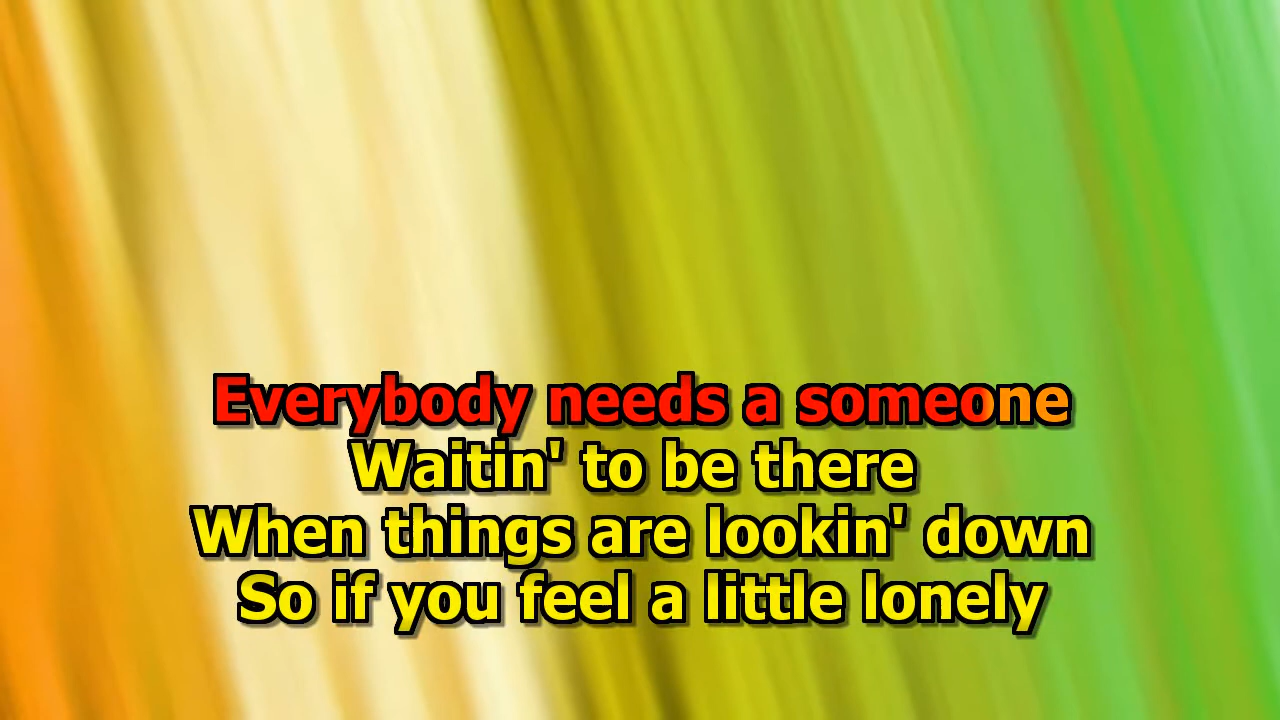 Everybody needs a someone
Waitin' to be there
When things are lookin' down
So if you feel a little lonely